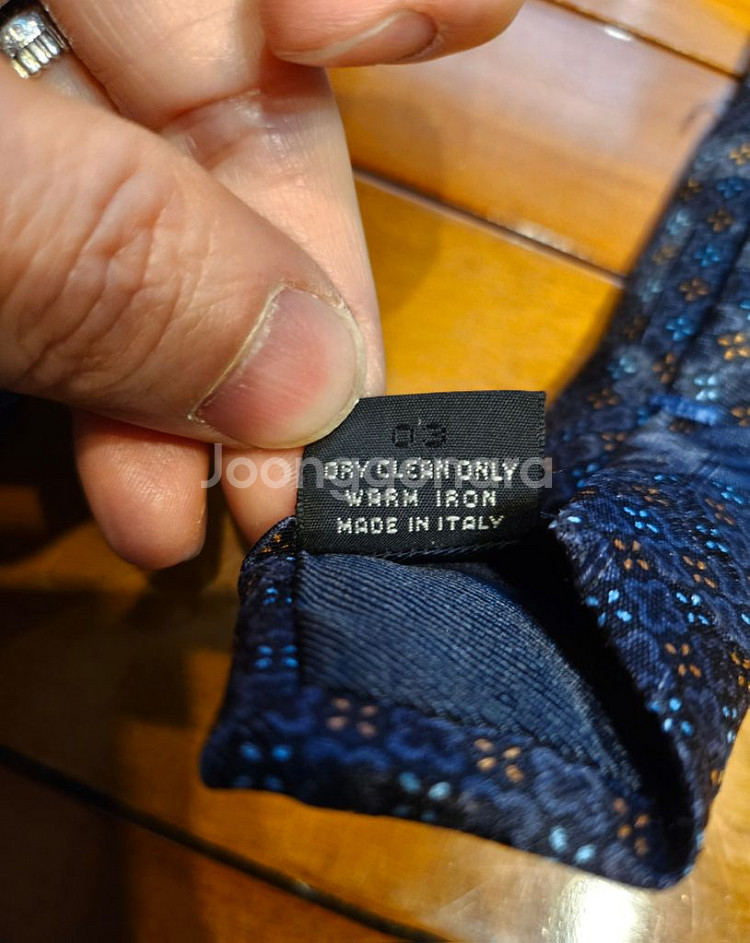 DRY CLEAN ONLY
WARM IRON
MADE IN ITALY
Joonggonara